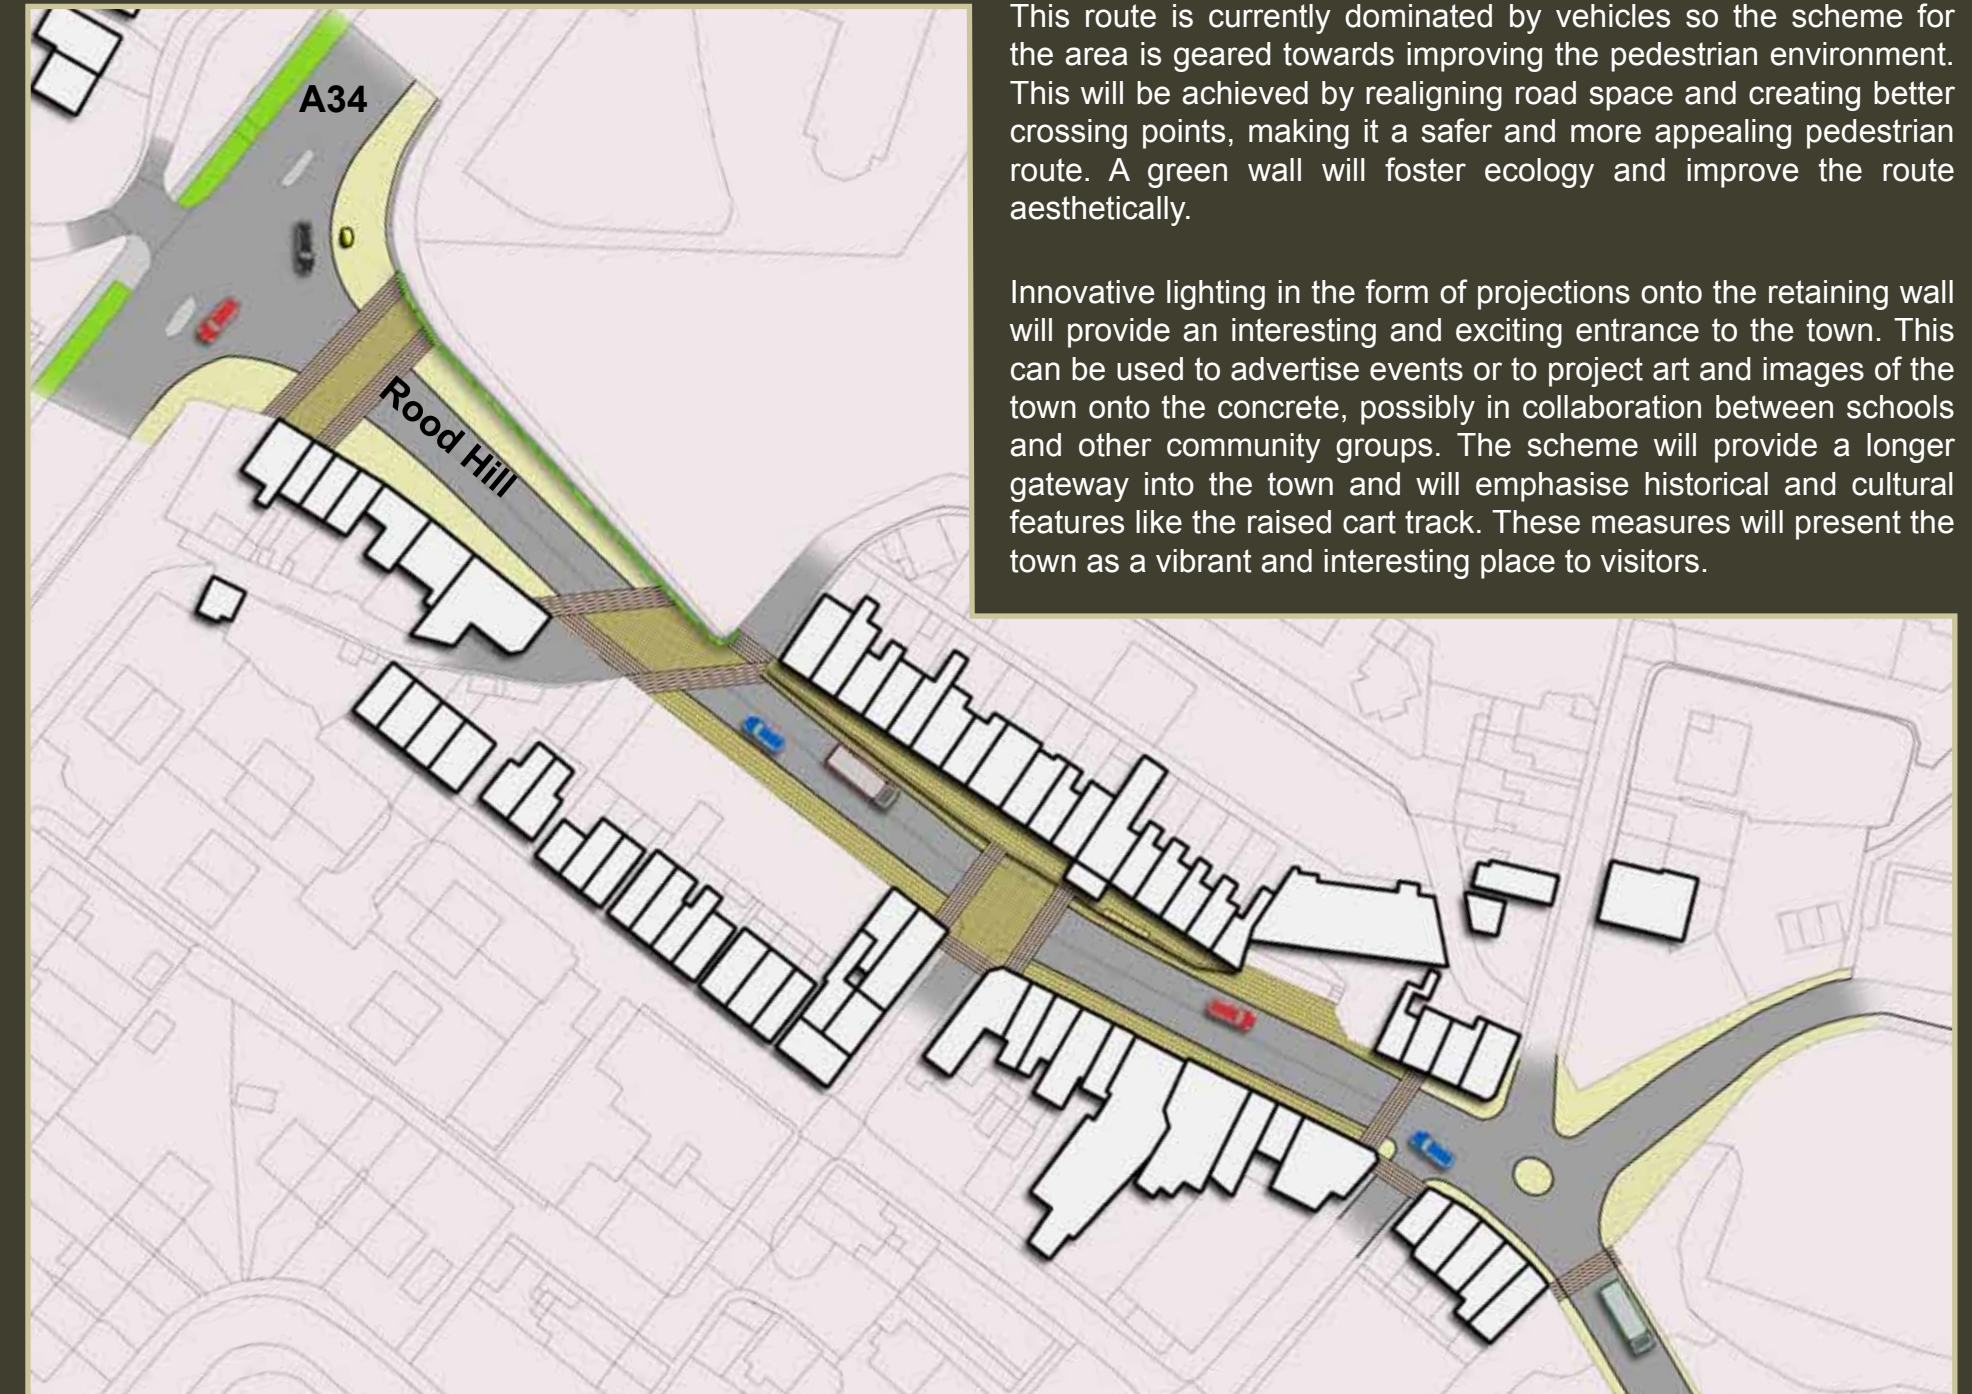 A34
Rood Hill
This route is currently dominated by vehicles so the scheme for
the area is geared towards improving the pedestrian environment.
This will be achieved by realigning road space and creating better
crossing points, making it a safer and more appealing pedestrian
route. A green wall will foster ecology and improve the route
aesthetically.
Innovative lighting in the form of projections onto the retaining wall
will provide an interesting and exciting entrance to the town. This
can be used to advertise events or to project art and images of the
town onto the concrete, possibly in collaboration between schools
and other community groups. The scheme will provide a longer
gateway into the town and will emphasise historical and cultural
features like the raised cart track. These measures will present the
town as a vibrant and interesting place to visitors.